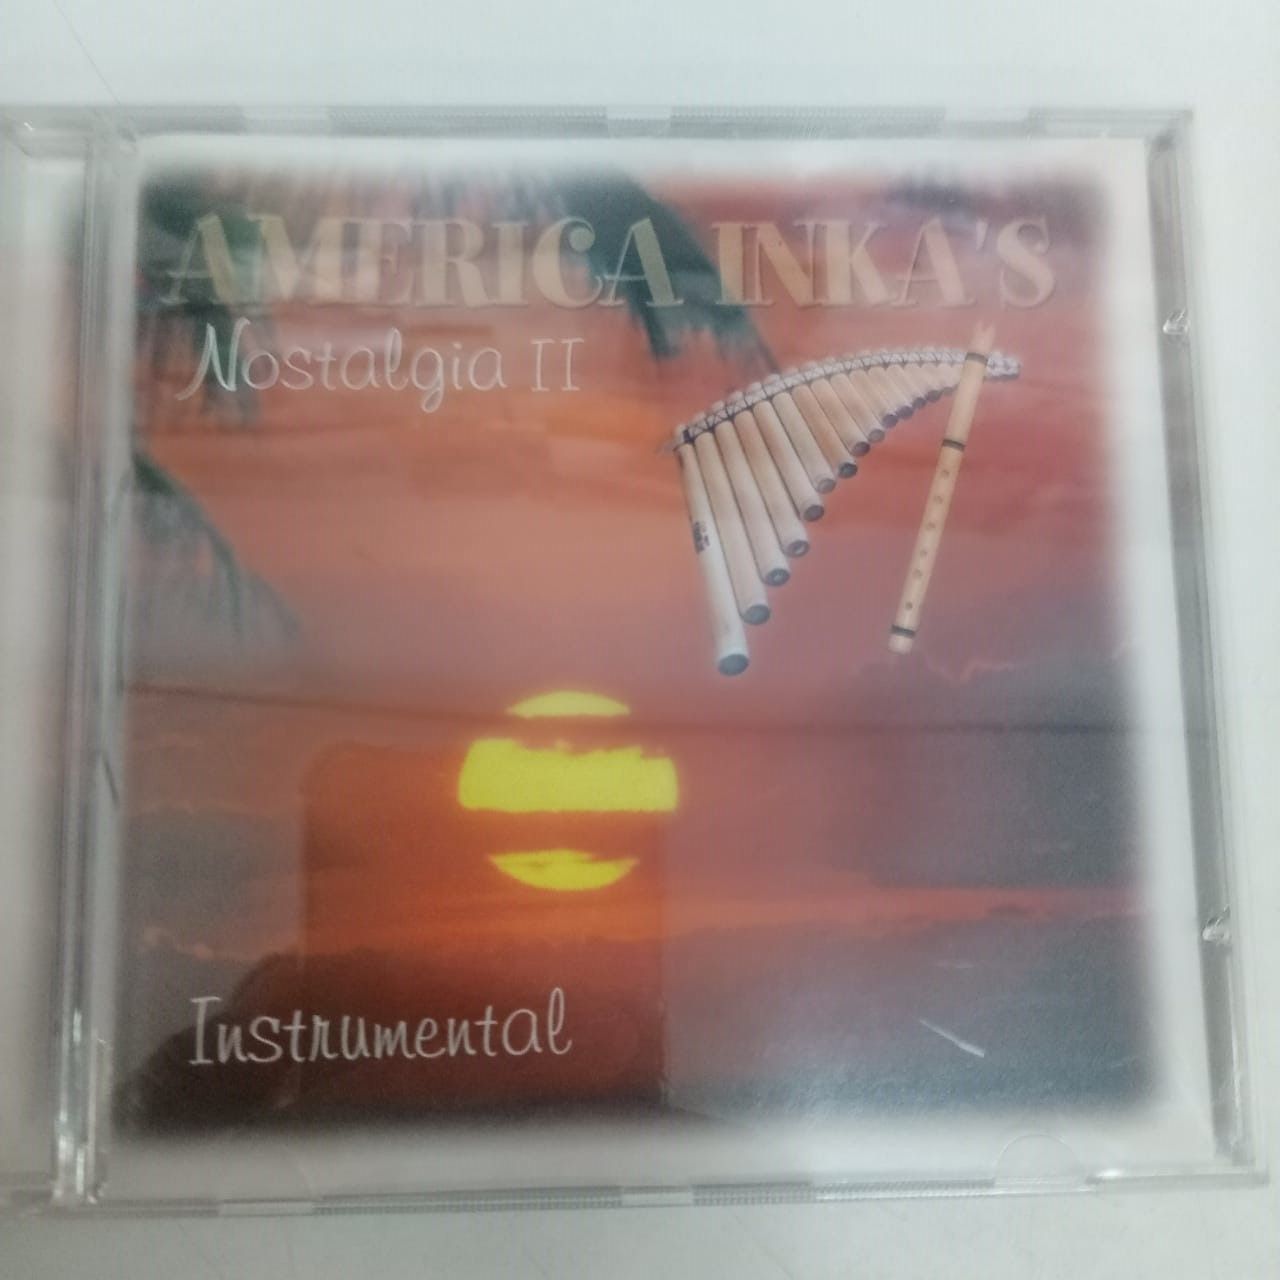 AMERICA INKA'S
Nostalgia II
Instrumental